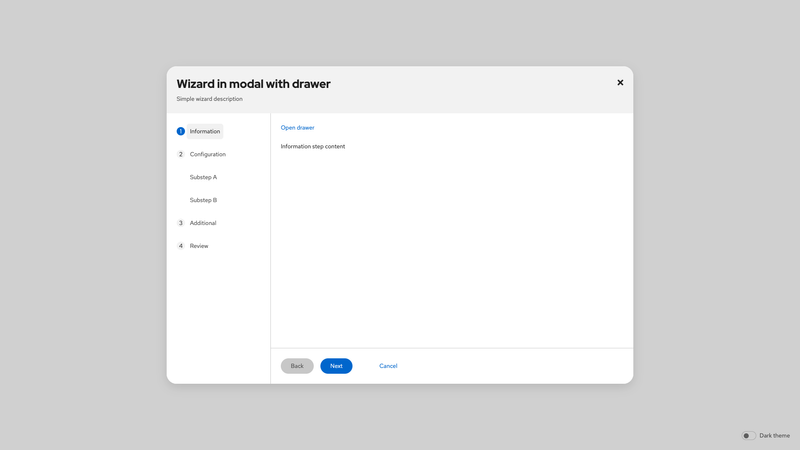 Wizard in modal with drawer
Simple wizard description
1 Information
2 Configuration
Substep A
Substep B
3 Additional
4 Review
Open drawer
Information step content
Back Next Cancel
Dark theme